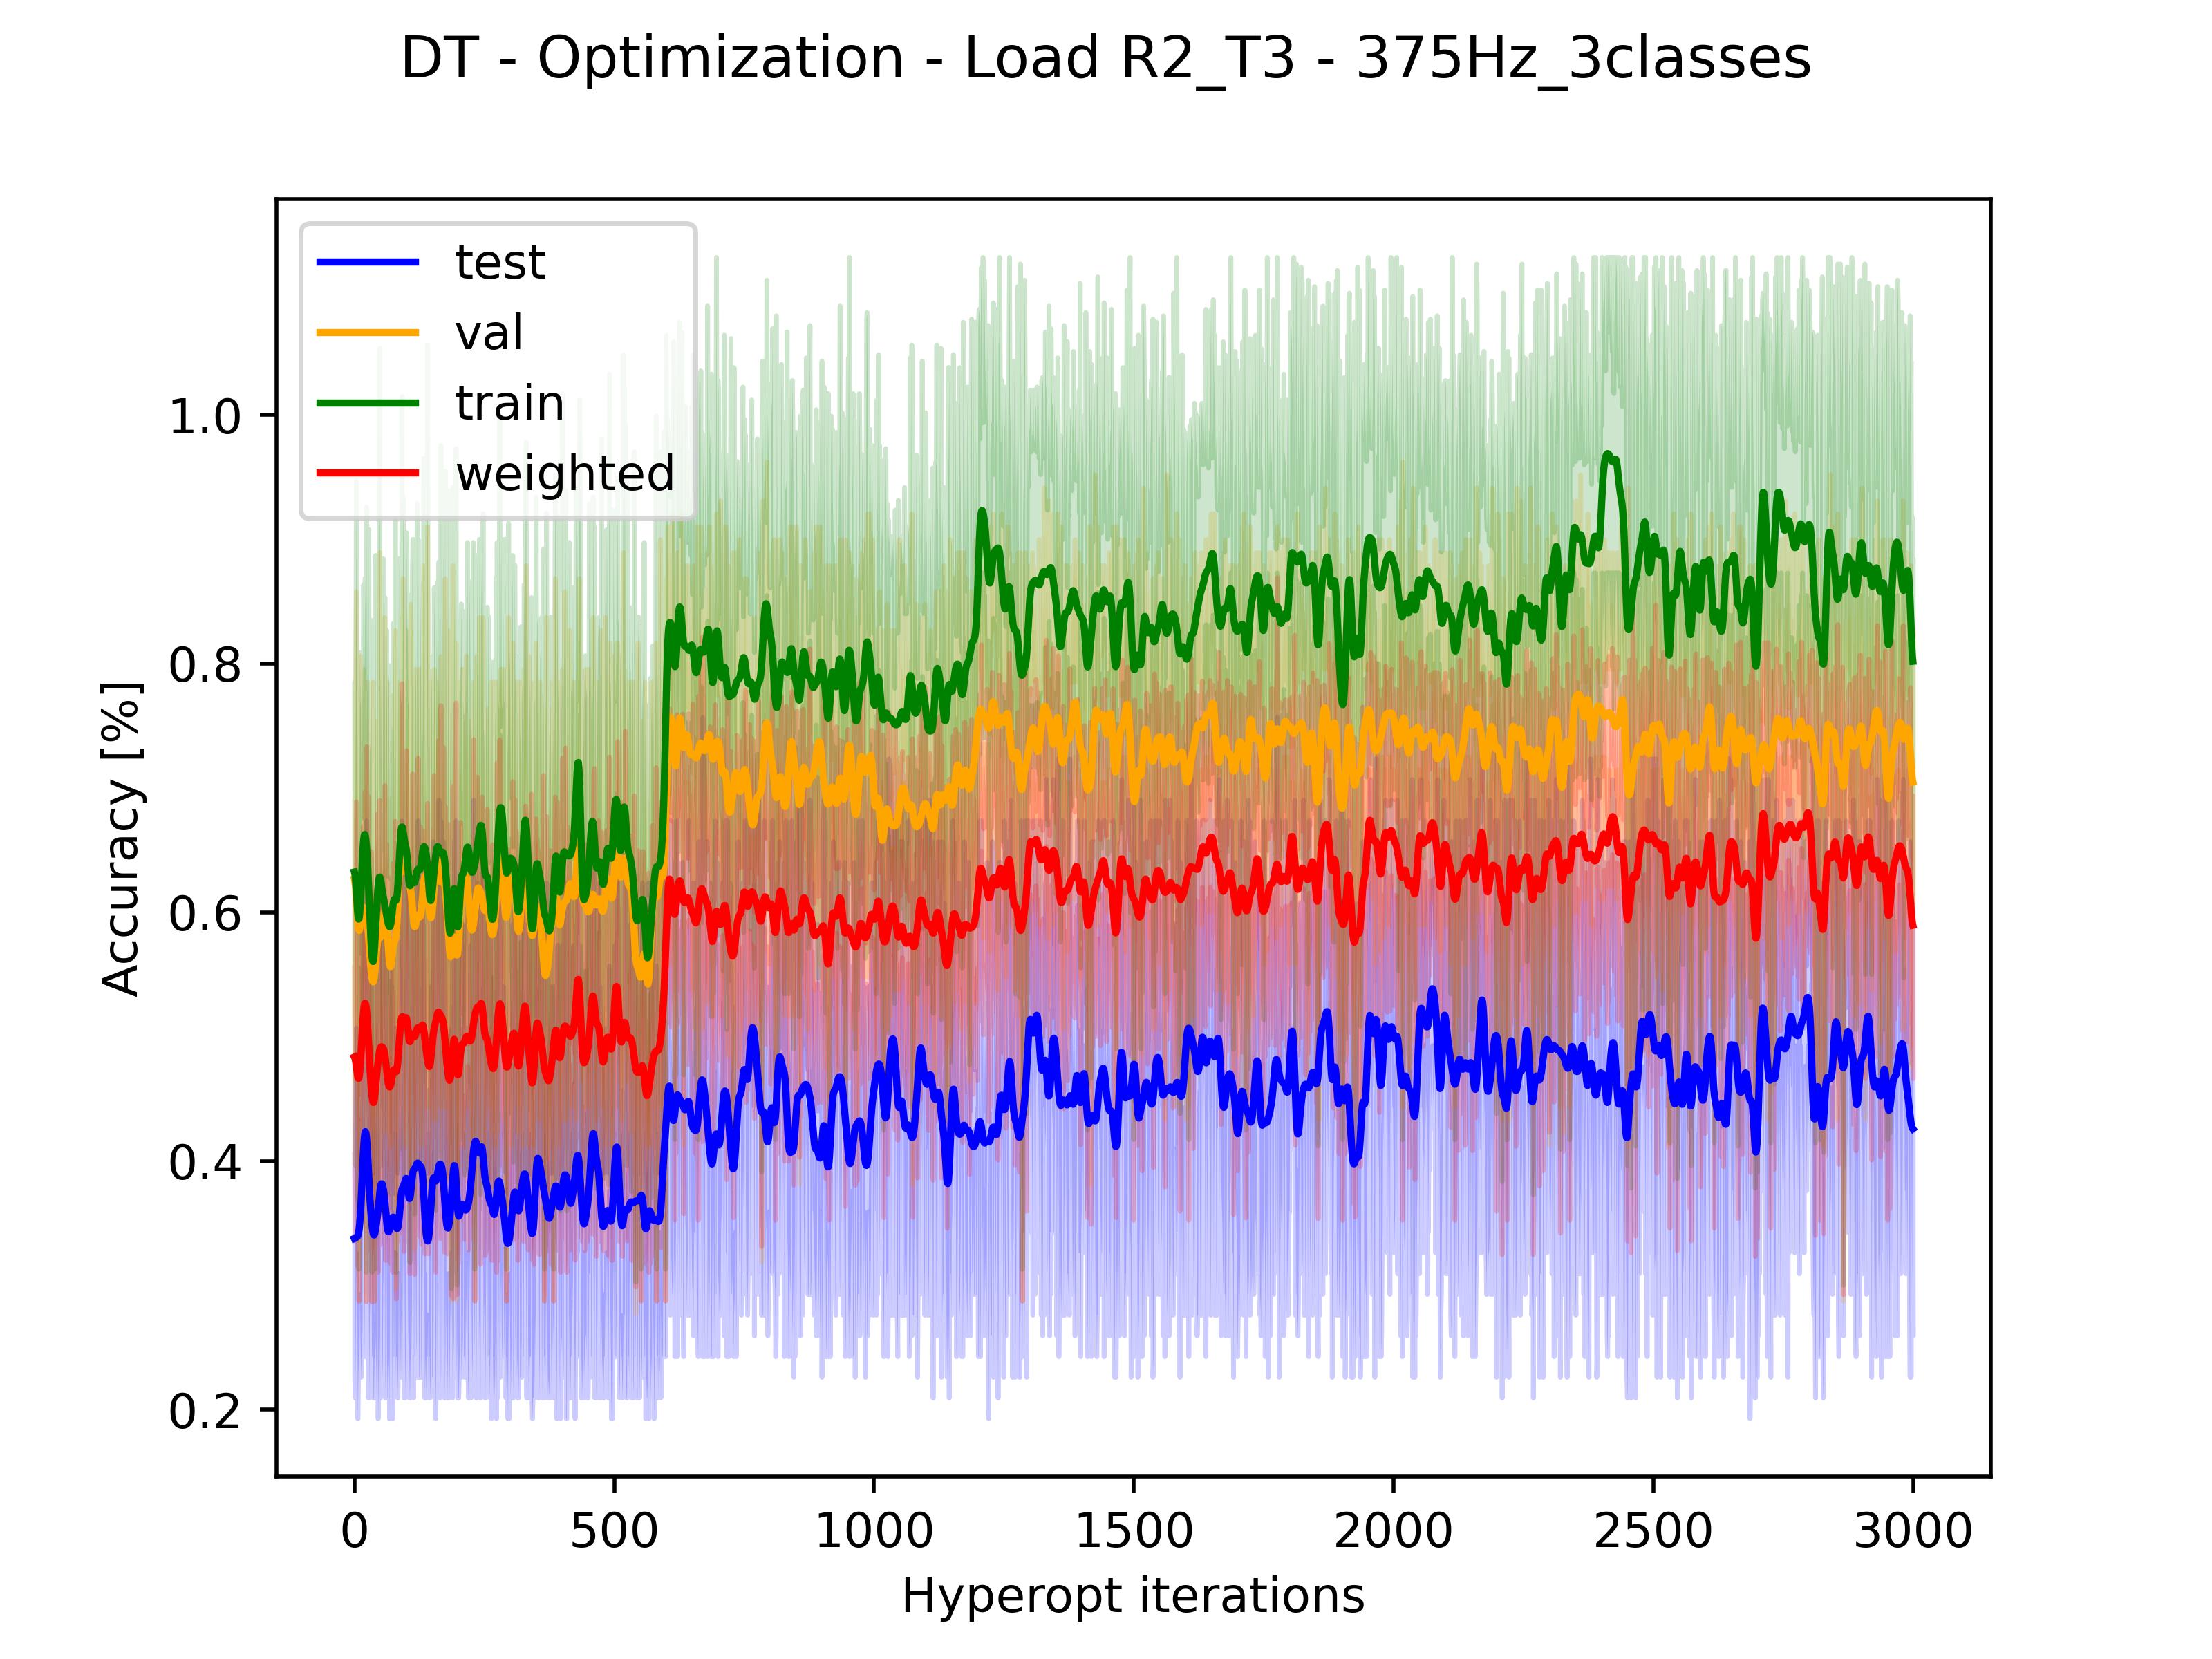 DT - Optimization - Load R2_T3 - 375Hz_3classes
test
val
train
weighted
1.0
0.8
0.6
0.4
0.2
Accuracy [%]
0 500 1000 1500 2000 2500 3000
Hyperopt iterations